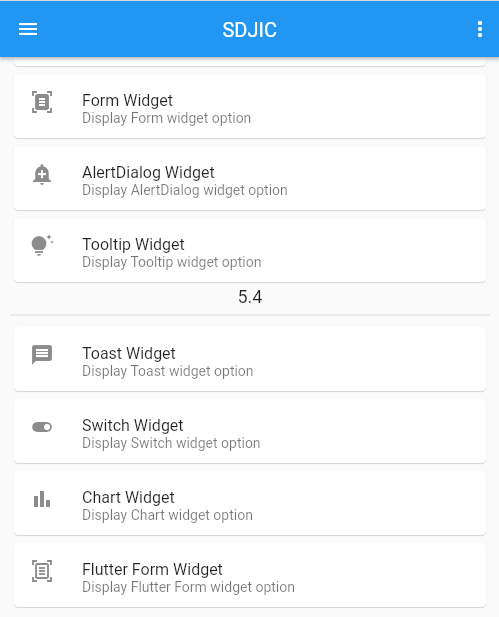 SDJIC
Form Widget
Display Form widget option
AlertDialog Widget
Display AlertDialog widget option
Tooltip Widget
Display Tooltip widget option
5.4
Toast Widget
Display Toast widget option
Switch Widget
Display Switch widget option
Chart Widget
Display Chart widget option
Flutter Form Widget
Display Flutter Form widget option